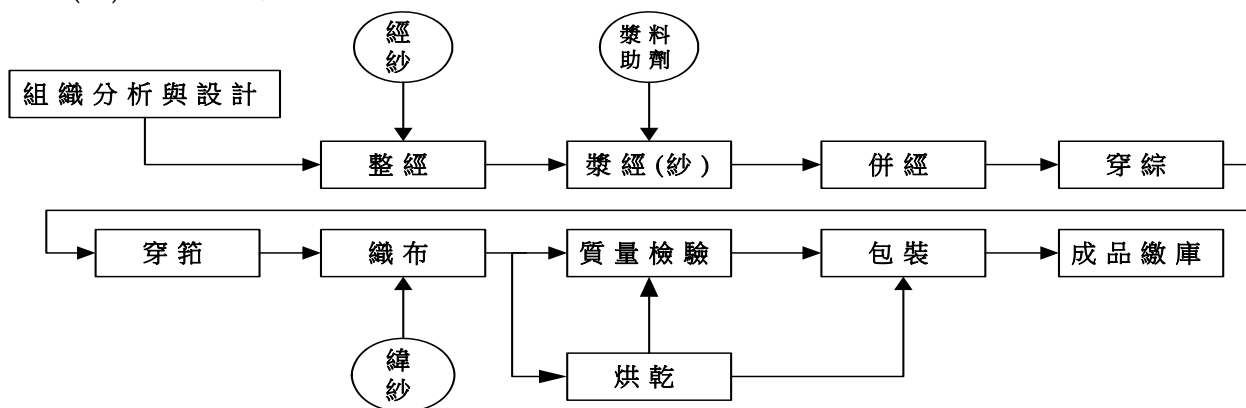 經
紗
漿料
助劑
組織分析與設計
整經
漿經(紗)
併經
穿綜
穿筘
織布
質量檢驗
包裝
成品繳庫
緯
紗
烘乾